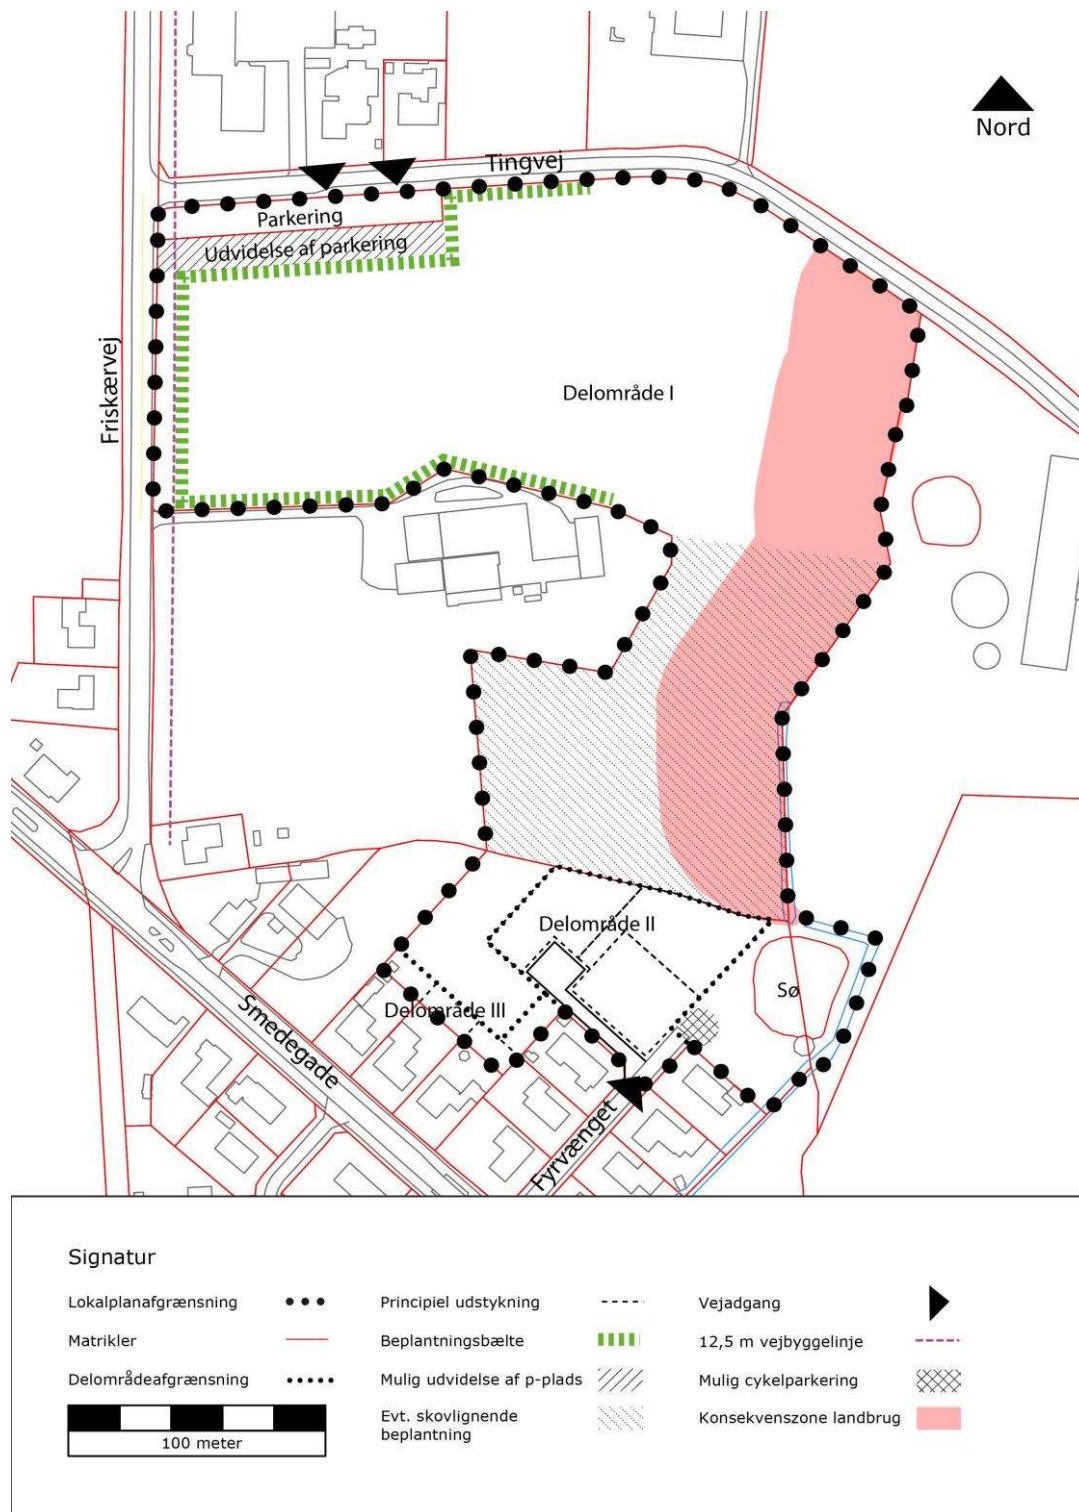 Nord
Tingvej
Parkering
Udvidelse af parkering
Friskærvej
Delområde I
Delområde II
Sø
Delområde III
Smedegade
Fyrvænget
Signatur
Lokalplanafgrænsning
Principiel udstykning
Vejadgang
Matrikler
Beplantningsbælte
12,5 m vejbyggelinje
Delområdeafgrænsning
Mulig udvidelse af p-plads
Mulig cykelparkering
Evt. skovlignende
beplantning
Konsekvenszone landbrug
100 meter